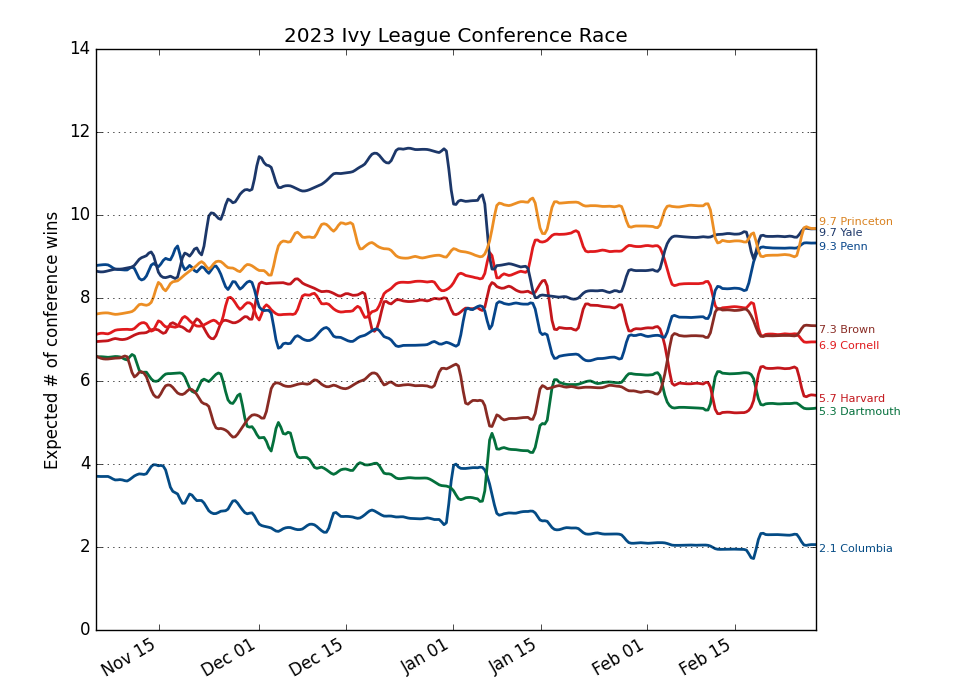 2023 Ivy League Conference Race
Expected # of conference wins
14
12
10
8
6
4
2
0
9.7 Princeton
9.7 Yale
9.3 Penn
7.3 Brown
6.9 Cornell
5.7 Harvard
5.3 Dartmouth
2.1 Columbia
Nov 15
Dec 01
Dec 15
Jan 01
Jan 15
Feb 01
Feb 15